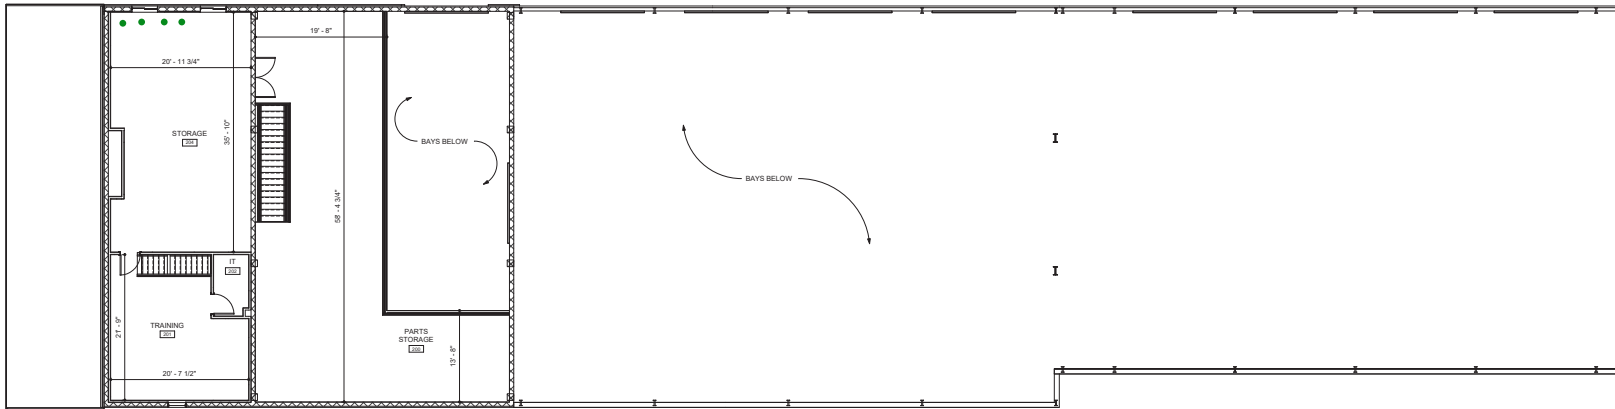 19' - 8"
20' - 11 3/4"
STORAGE
204
35' - 10"
BAYS BELOW
BAYS BELOW
58' - 4 3/4"
IT
202
21' - 9"
TRAINING
201
PARTS
STORAGE
200
13' - 8"
20' - 7 1/2"